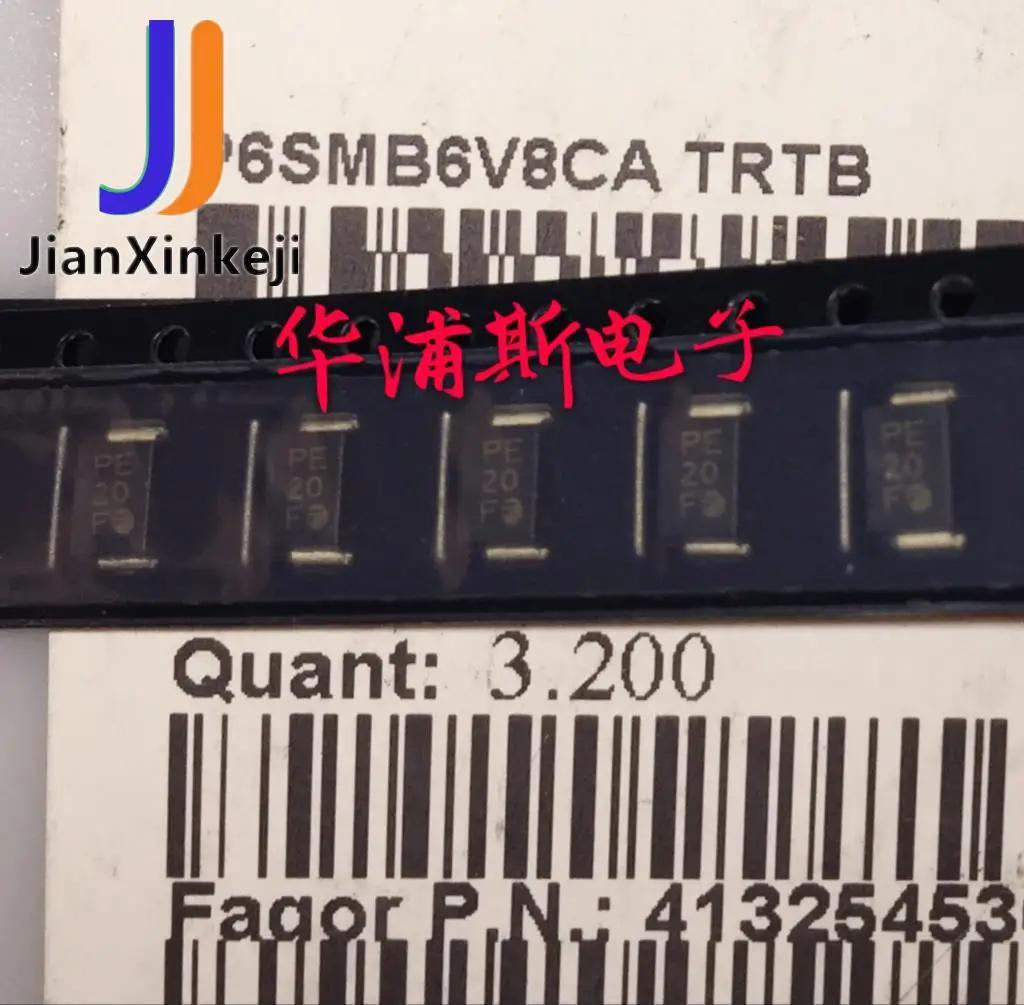 P6SMB6V8CA TRTB
JianXinkeji
华浦斯电子
PE
20
F
PE
20
F
PE
20
F
PE
20
F
PE
20
F
Quant: 3.200
Fagor P.N.: 413254530